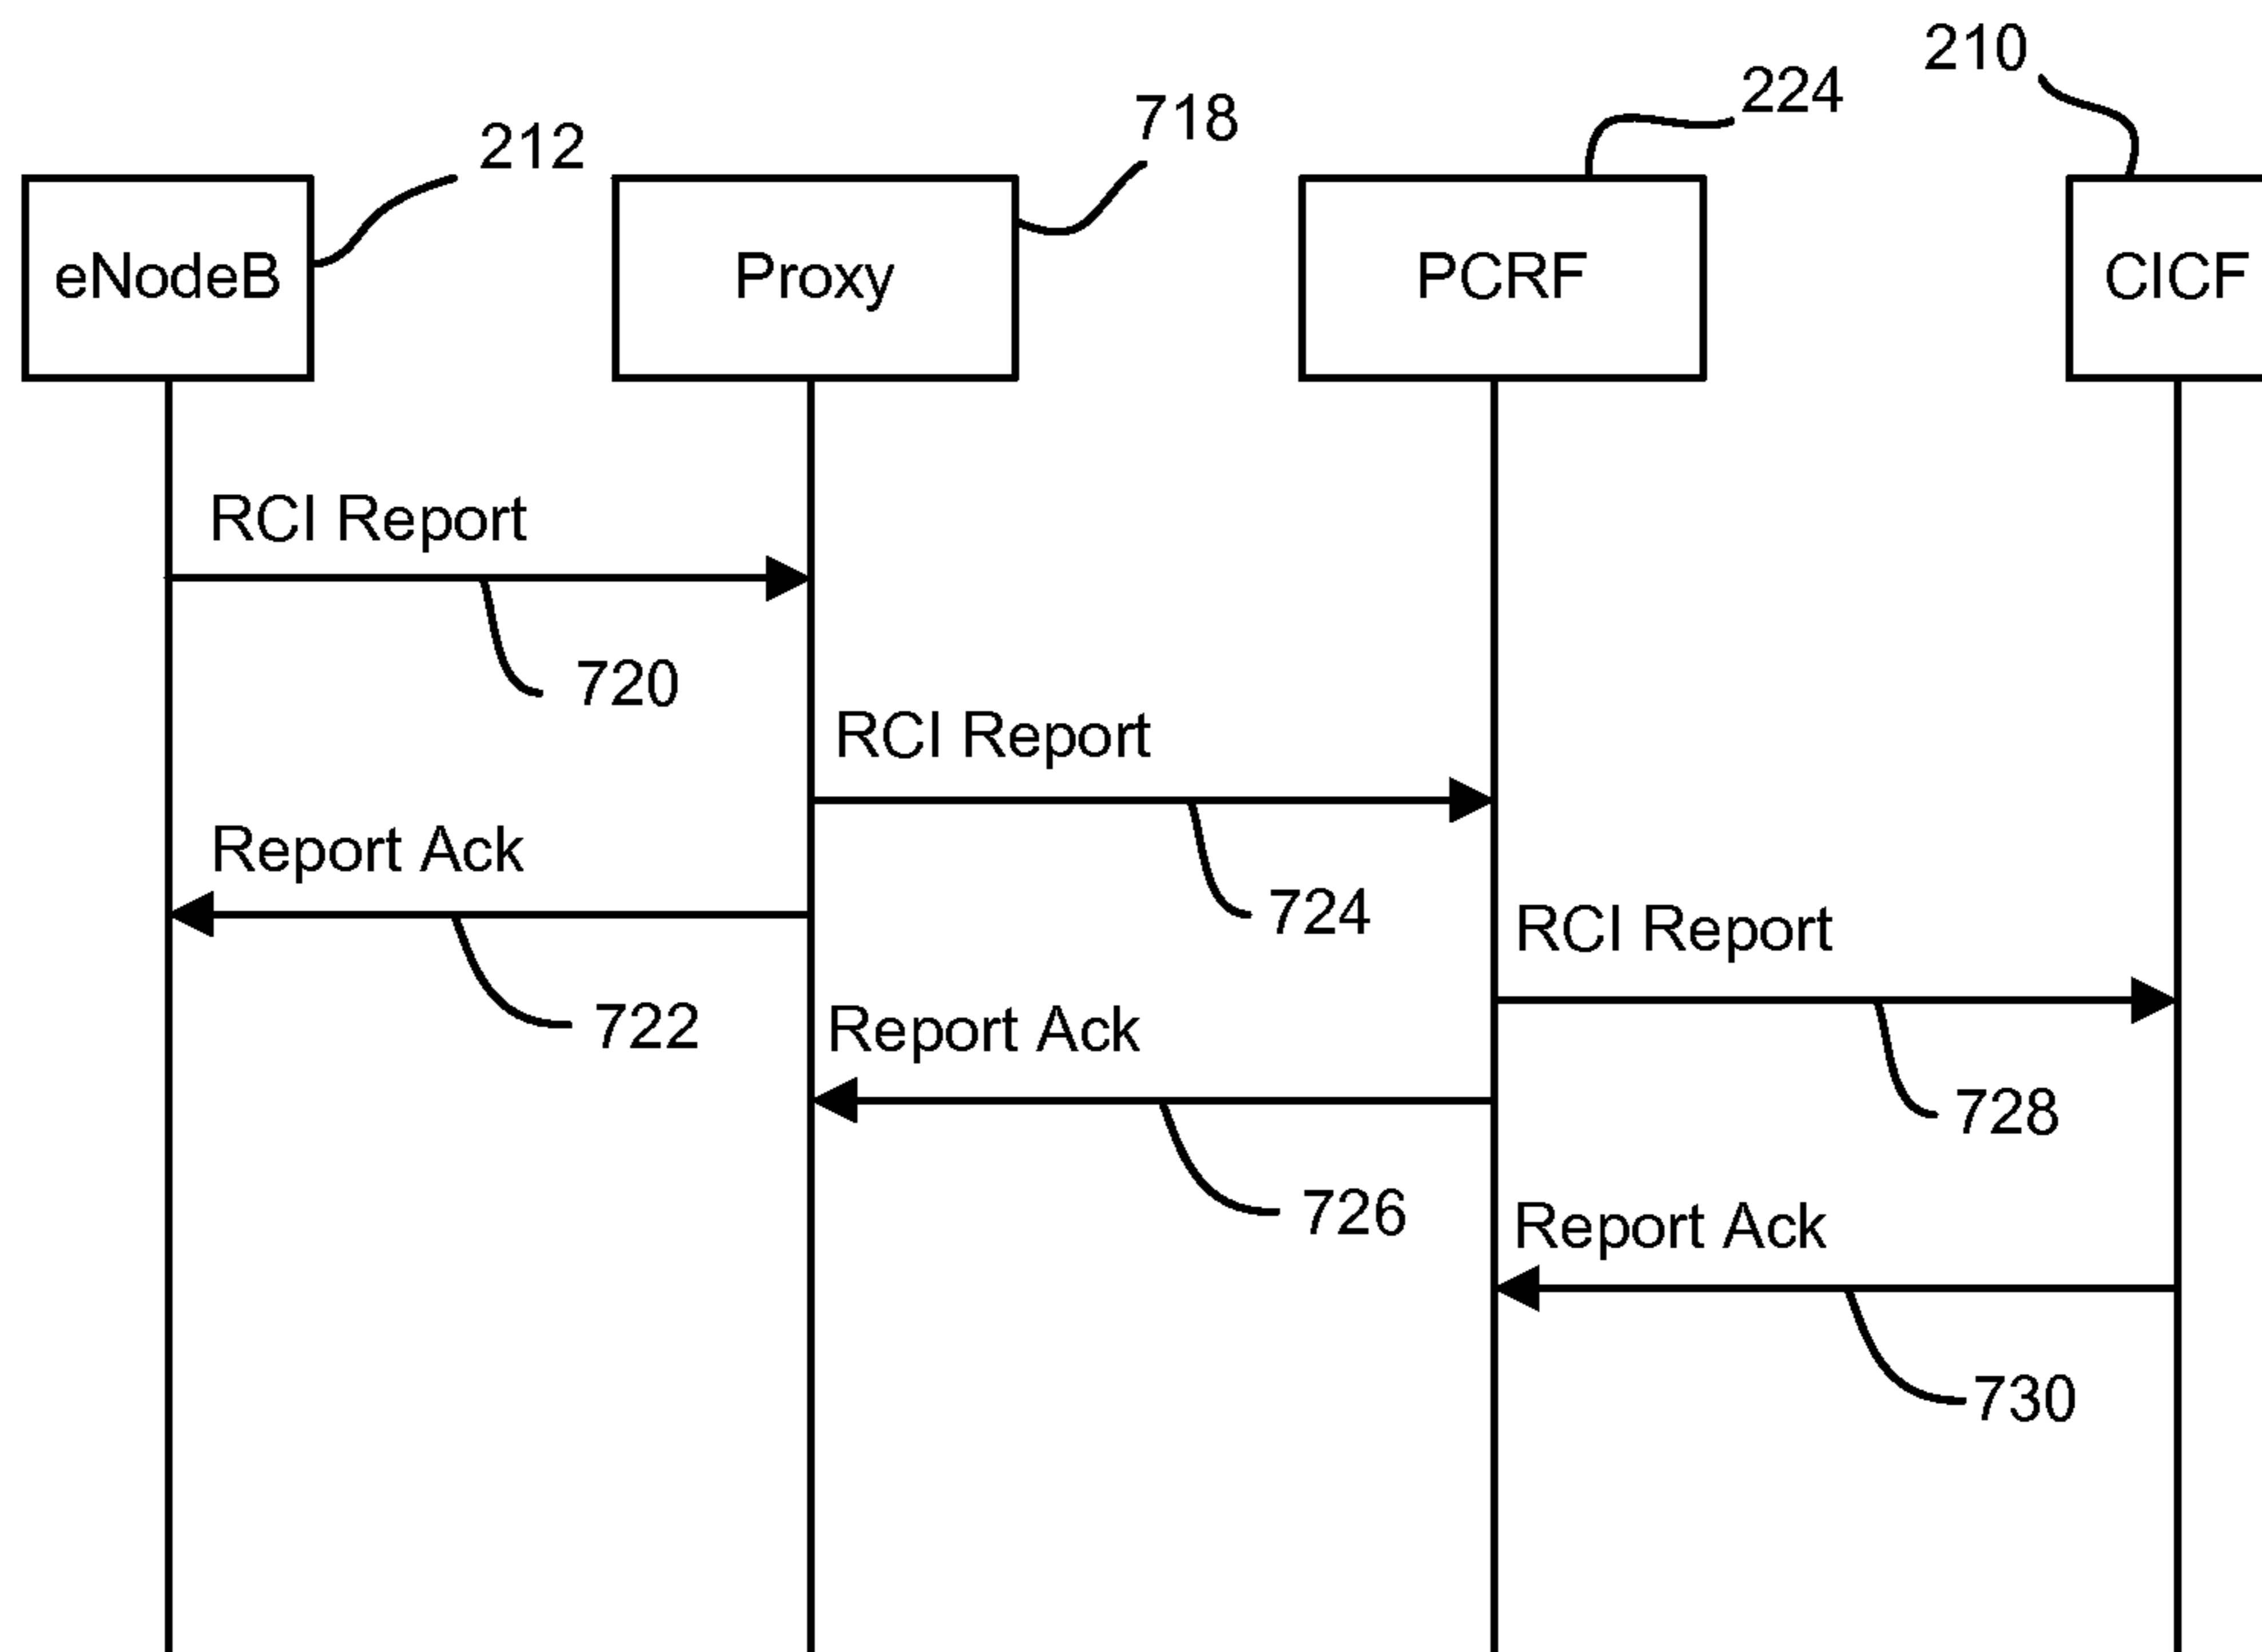 210
224
718
212
eNodeB
Proxy
PCRF
CICF
RCI Report
720
RCI Report
Report Ack
724
RCI Report
722
Report Ack
728
726
Report Ack
730